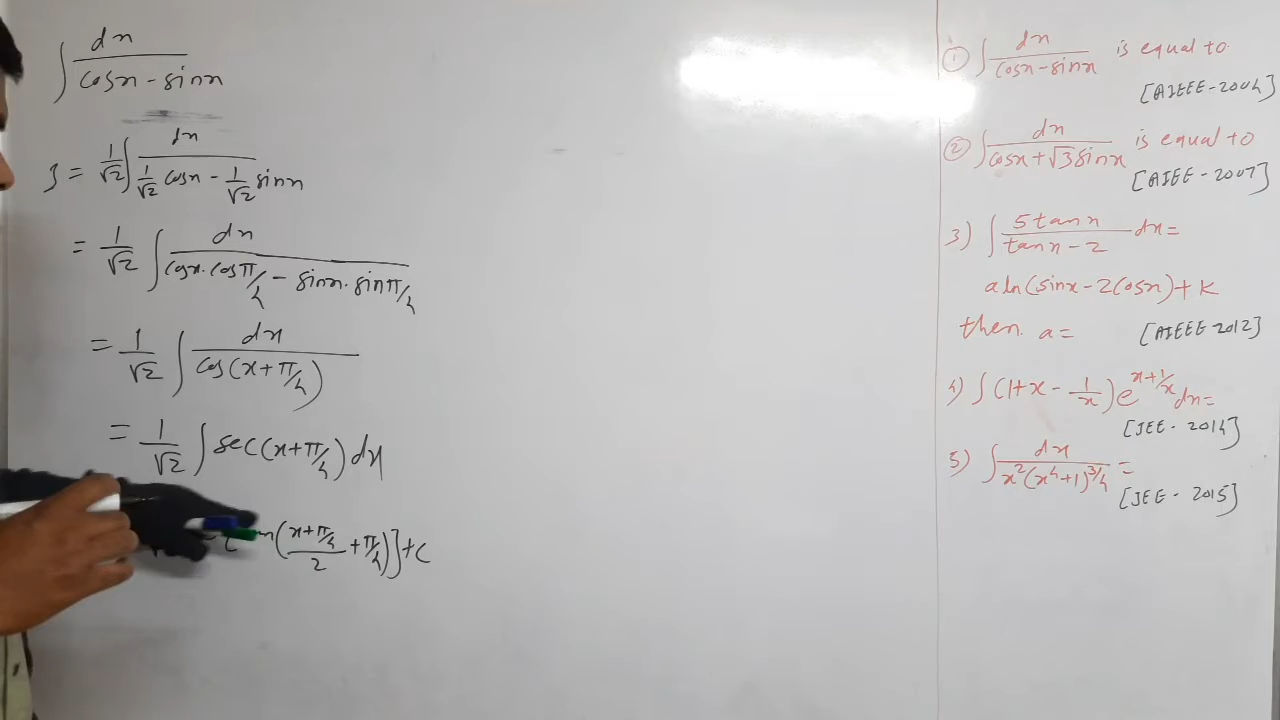 ∫ dx / (cosx - sinx)
I = 1/√2 ∫ dx / (1/√2 cosx - 1/√2 sinx)
= 1/√2 ∫ dx / (cosx.cosπ/4 - sinx.sinπ/4)
= 1/√2 ∫ dx / cos(x+π/4)
= 1/√2 ∫ sec(x+π/4) dx
((x+π/4)/2 + π/4)]+c
① ∫ dx / (cosx-sinx) is equal to.
[AIEEE-2004]
② ∫ dx / (cosx+√3sinx) is equal to
[AIEE-2007]
3) ∫ 5tanx / (tanx-2) dx=
a ln(sinx-2cosx)+K
then. a=
[AIEEE-2012]
4) ∫ (1+x - 1/x) e^(x+1/x) dx=
[JEE-2014]
5) ∫ dx / (x²(x⁴+1)^(3/4)) =
[JEE-2015]